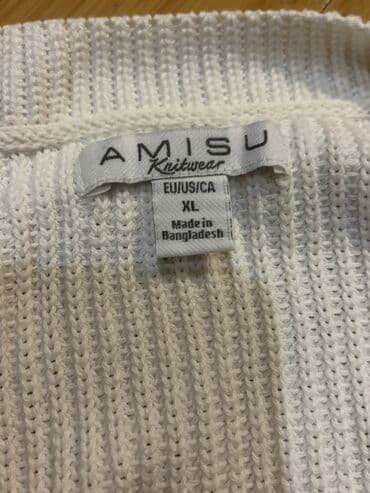 AMISU
Knitwear
EU/US/CA
XL
Made in
Bangladesh